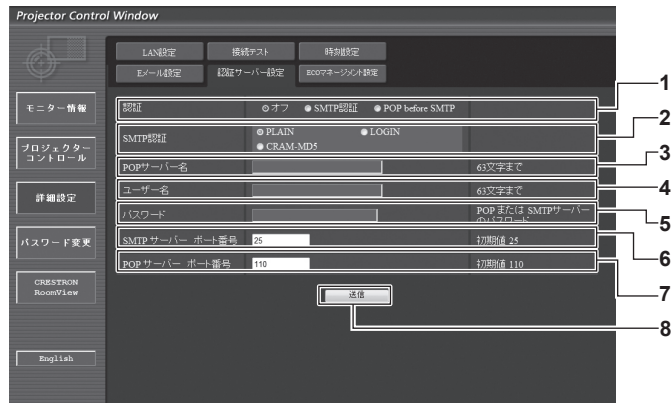 Projector Control Window
LAN設定 接続テスト 時刻設定
Eメール設定 認証サーバー設定 ECOマネージメント設定
モニター情報
プロジェクター
コントロール
詳細設定
パスワード変更
CRESTRON
RoomView
English
認証 オフ SMTP認証 POP before SMTP 1
SMTP認証 PLAIN LOGIN 2
CRAM-MD5
POPサーバー名 63文字まで 3
ユーザー名 63文字まで 4
パスワード POP または SMTPサーバー
のパスワード 5
SMTP サーバー ポート番号 25 初期値 25 6
POP サーバー ポート番号 110 初期値 110 7
送信 8